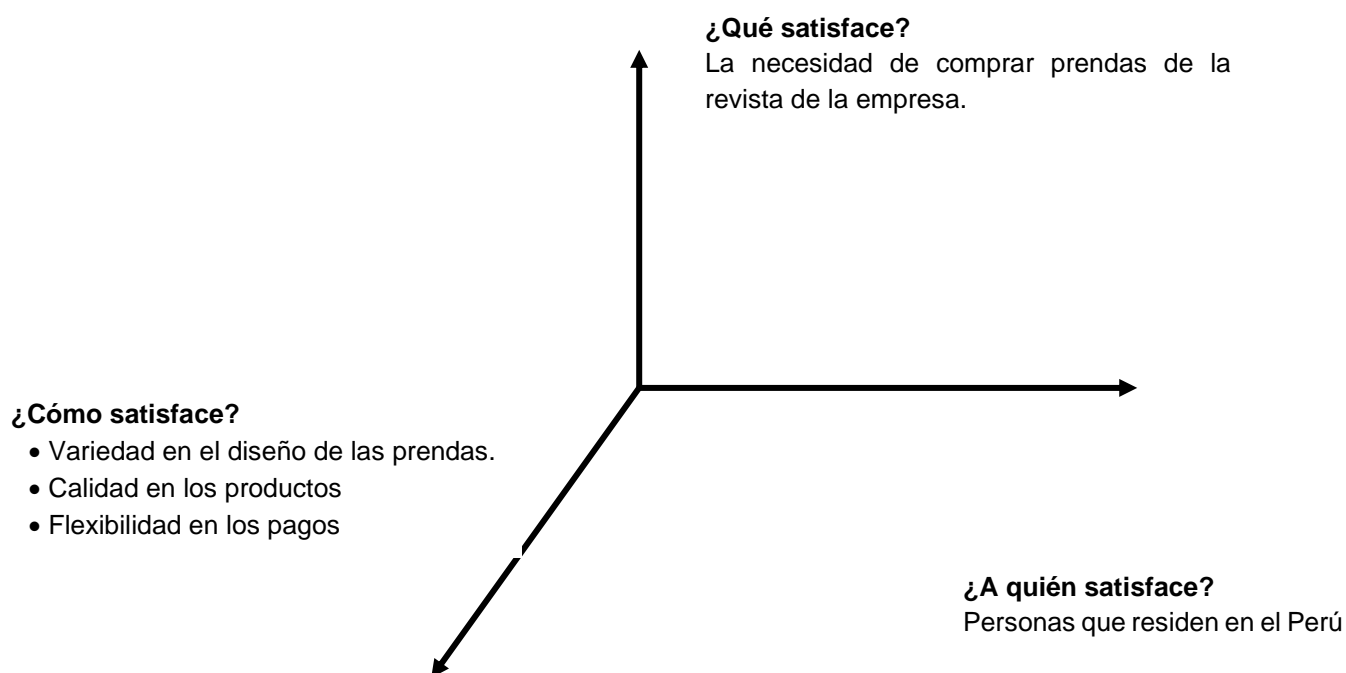 ¿Qué satisface?
La necesidad de comprar prendas de la
revista de la empresa.
¿Cómo satisface?
• Variedad en el diseño de las prendas.
• Calidad en los productos
• Flexibilidad en los pagos
¿A quién satisface?
Personas que residen en el Perú